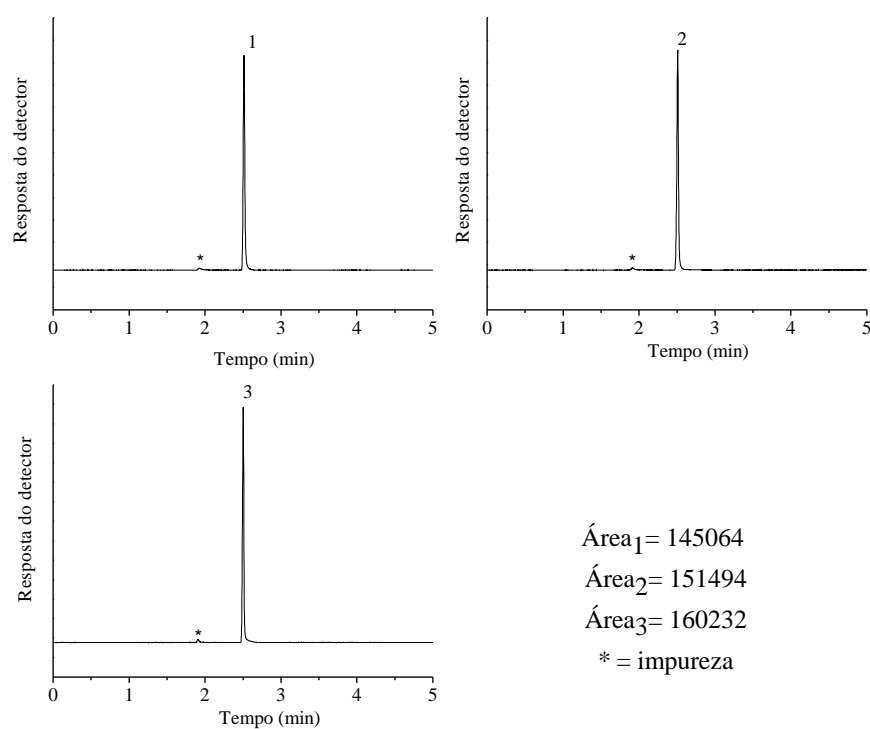 1
Resposta do detector
*
0 1 2 3 4 5
Tempo (min)
2
Resposta do detector
*
0 1 2 3 4 5
Tempo (min)
3
Resposta do detector
*
0 1 2 3 4 5
Tempo (min)
Área1= 145064
Área2= 151494
Área3= 160232
* = impureza